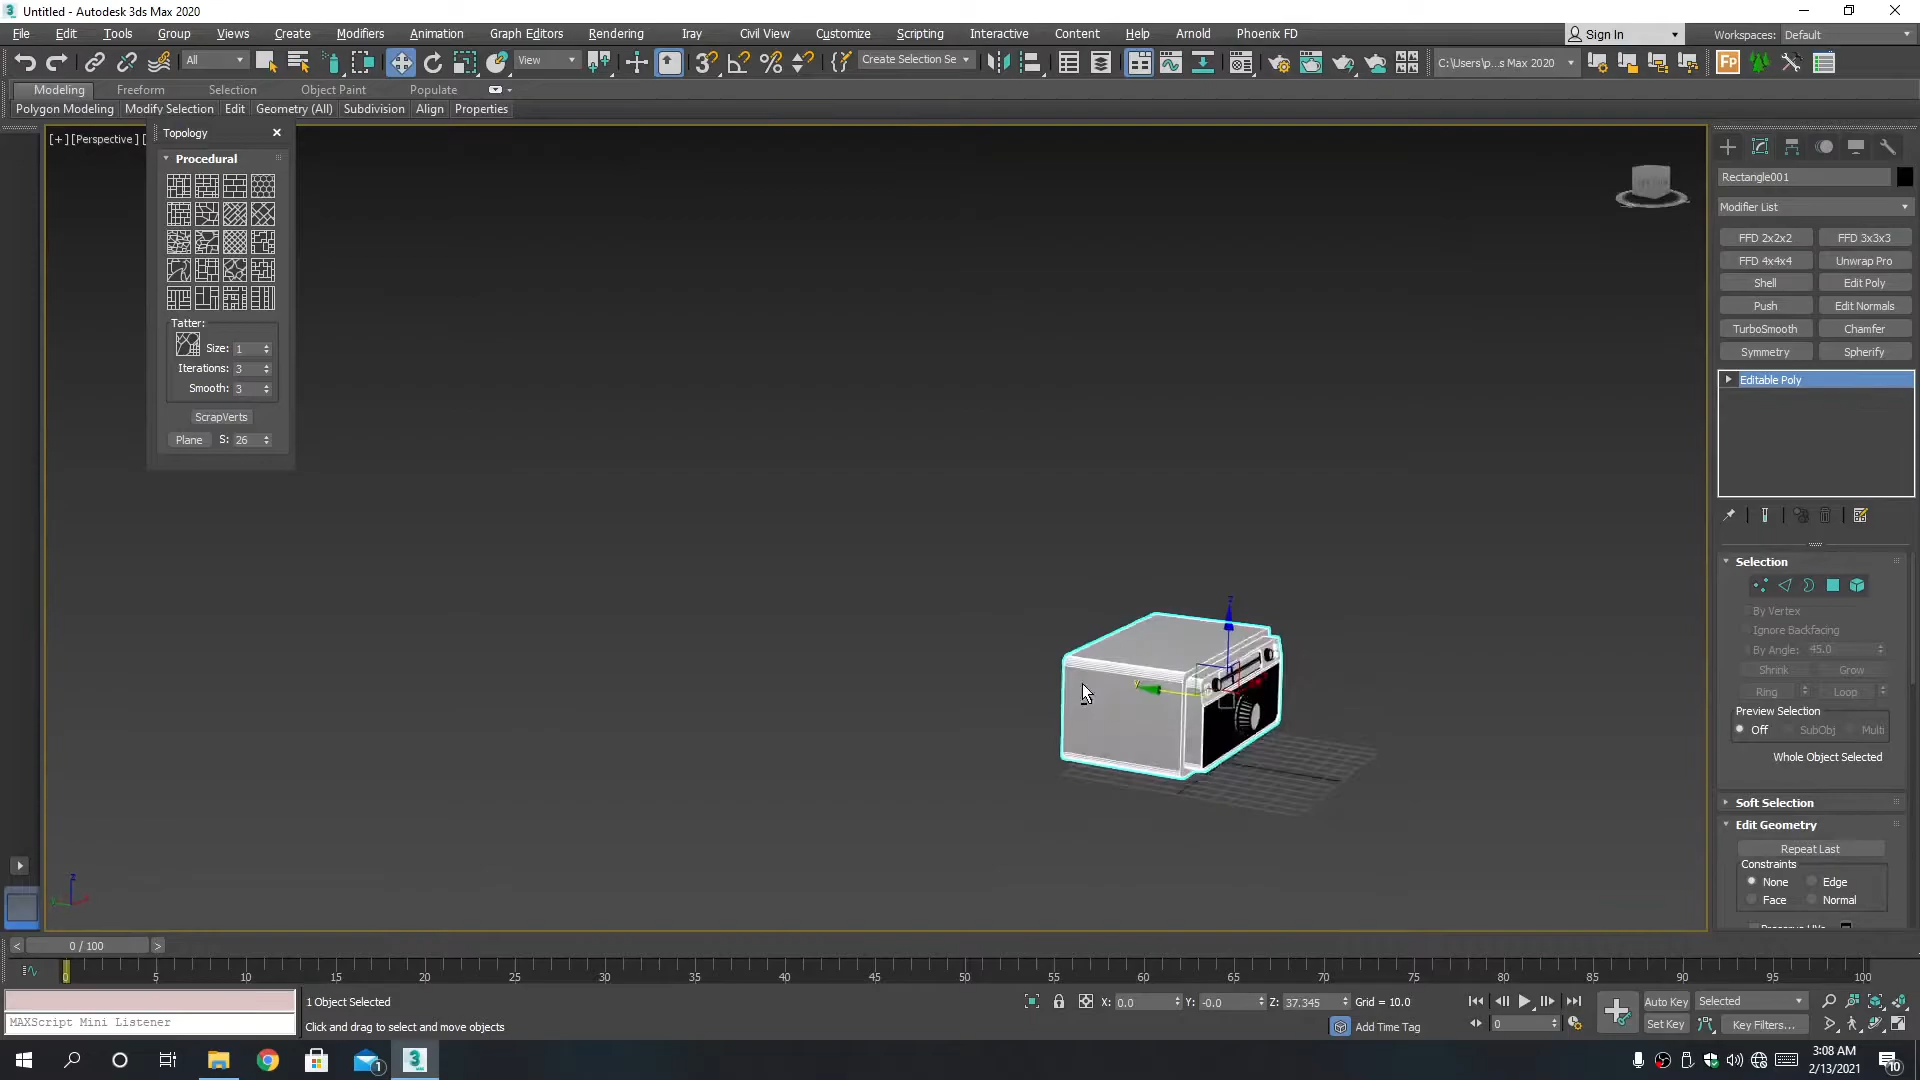 Untitled - Autodesk 3ds Max 2020
File Edit Tools Group Views Create Modifiers Animation Graph Editors Rendering Iray Civil View Customize Scripting Interactive Content Help Arnold Phoenix FD Sign In Workspaces: Default
All View Create Selection Se C:\Users\p...s Max 2020
Modeling Freeform Selection Object Paint Populate
Polygon Modeling Modify Selection Edit Geometry (All) Subdivision Align Properties
[+][Perspective][
Topology
Procedural
Tatter:
Size: 1
Iterations: 3
Smooth: 3
ScrapVerts
Plane S: 26
Rectangle001
Modifier List
FFD 2x2x2 FFD 3x3x3
FFD 4x4x4 Unwrap Pro
Shell Edit Poly
Push Edit Normals
TurboSmooth Chamfer
Symmetry Spherify
Editable Poly
Selection
By Vertex
Ignore Backfacing
By Angle: 45.0
Shrink Grow
Ring Loop
Preview Selection
Off SubObj Multi
Whole Object Selected
Soft Selection
Edit Geometry
Repeat Last
Constraints
None Edge
Face Normal
Preserve UVs
z
y
z
0 / 100
0 5 10 15 20 25 30 35 40 45 50 55 60 65 70 75 80 85 90 95 100
1 Object Selected X: 0.0 Y: -0.0 Z: 37.345 Grid = 10.0 Auto Key Selected
MAXScript Mini Listener Click and drag to select and move objects Add Time Tag 0 Set Key Key Filters...
1
3
3:08 AM
2/13/2021
10